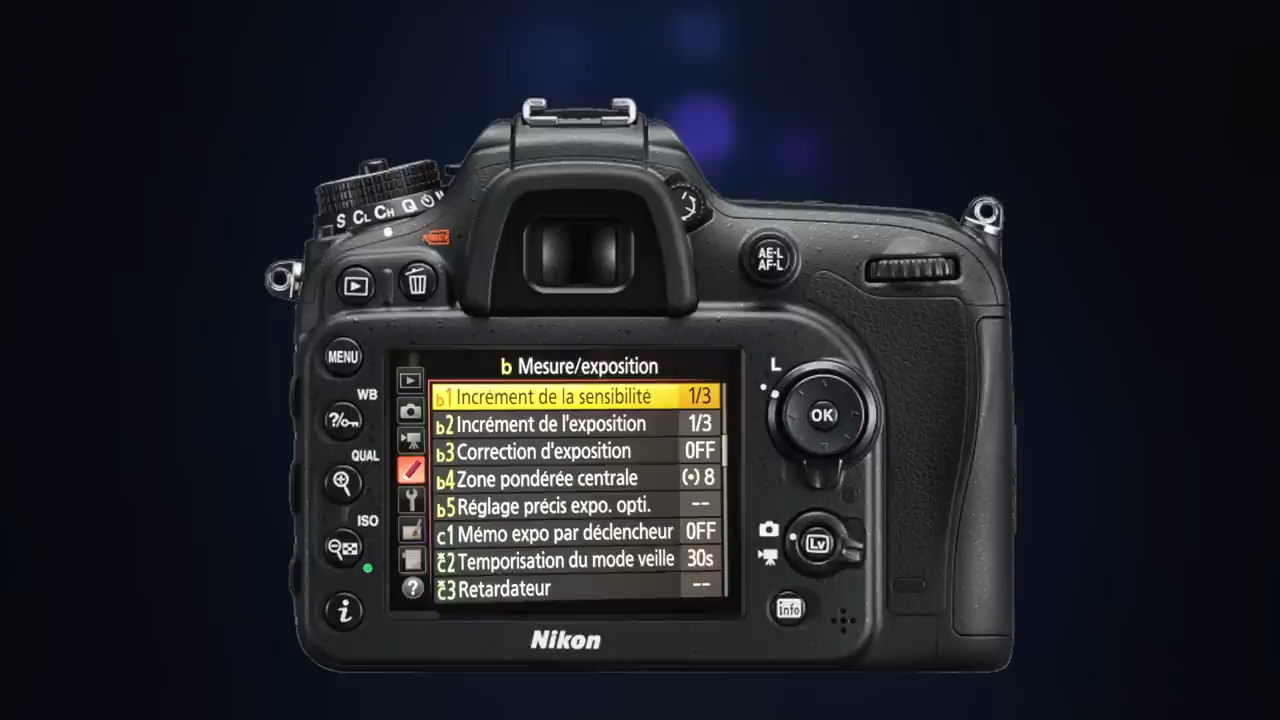 S CL CH Q
AE-L
AF-L
MENU
WB
?/
QUAL
ISO
i
L
OK
Lv
info
b Mesure/exposition
b1 Incrément de la sensibilité 1/3
b2 Incrément de l'exposition 1/3
b3 Correction d'exposition OFF
b4 Zone pondérée centrale (•) 8
b5 Réglage précis expo. opti. --
c1 Mémo expo par déclencheur OFF
*c2 Temporisation du mode veille 30s
*c3 Retardateur --
?
Nikon